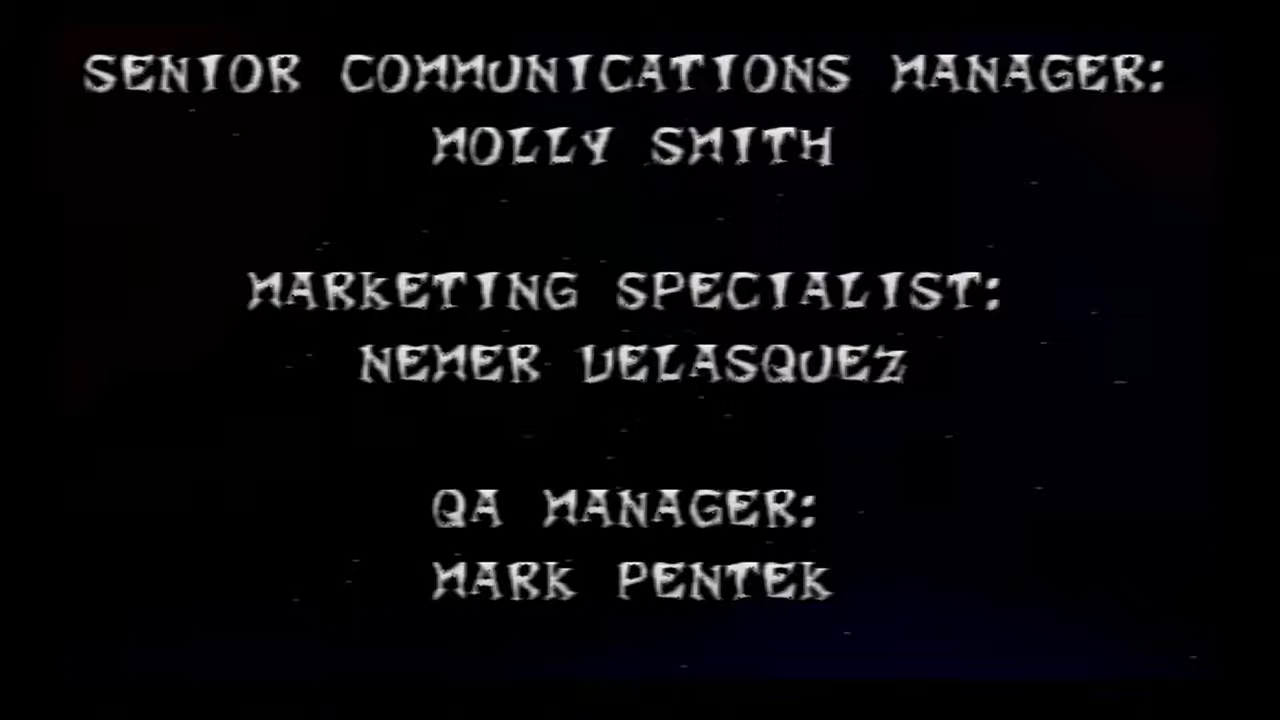 SENIOR COMMUNICATIONS MANAGER:
MOLLY SMITH
MARKETING SPECIALIST:
NEMER VELASQUEZ
QA MANAGER:
MARK PENTEK